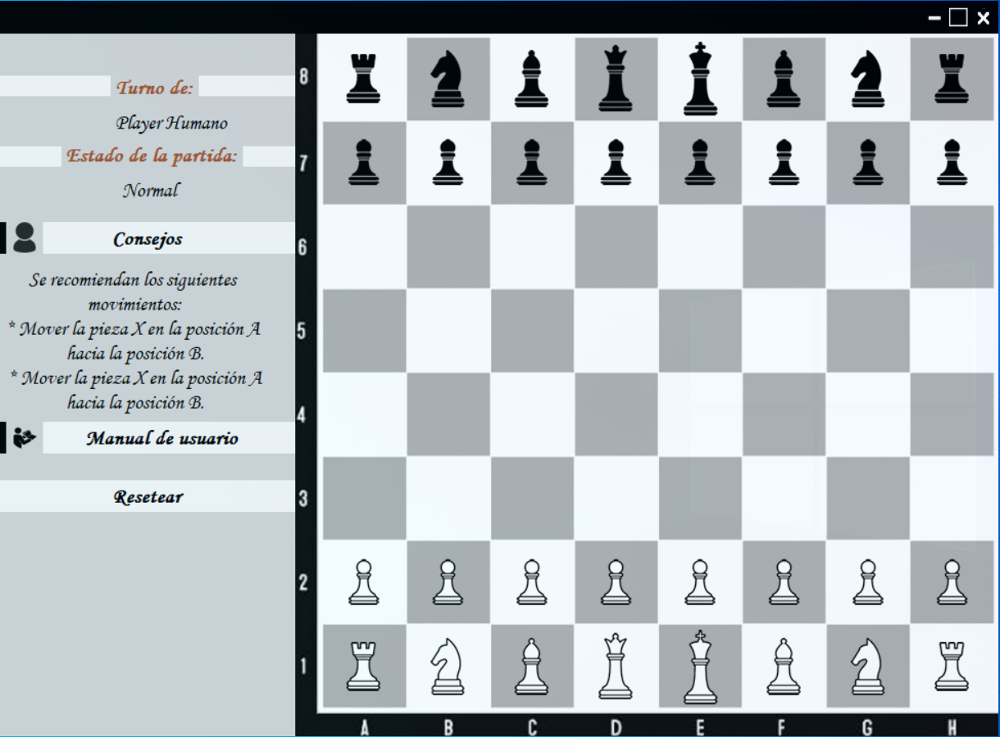 Turno de:
Player Humano
Estado de la partida:
Normal
Consejos
Se recomiendan los siguientes
movimientos:
* Mover la pieza X en la posición A
hacia la posición B.
* Mover la pieza X en la posición A
hacia la posición B.
Manual de usuario
Resetear
8
7
6
5
4
3
2
1
A B C D E F G H